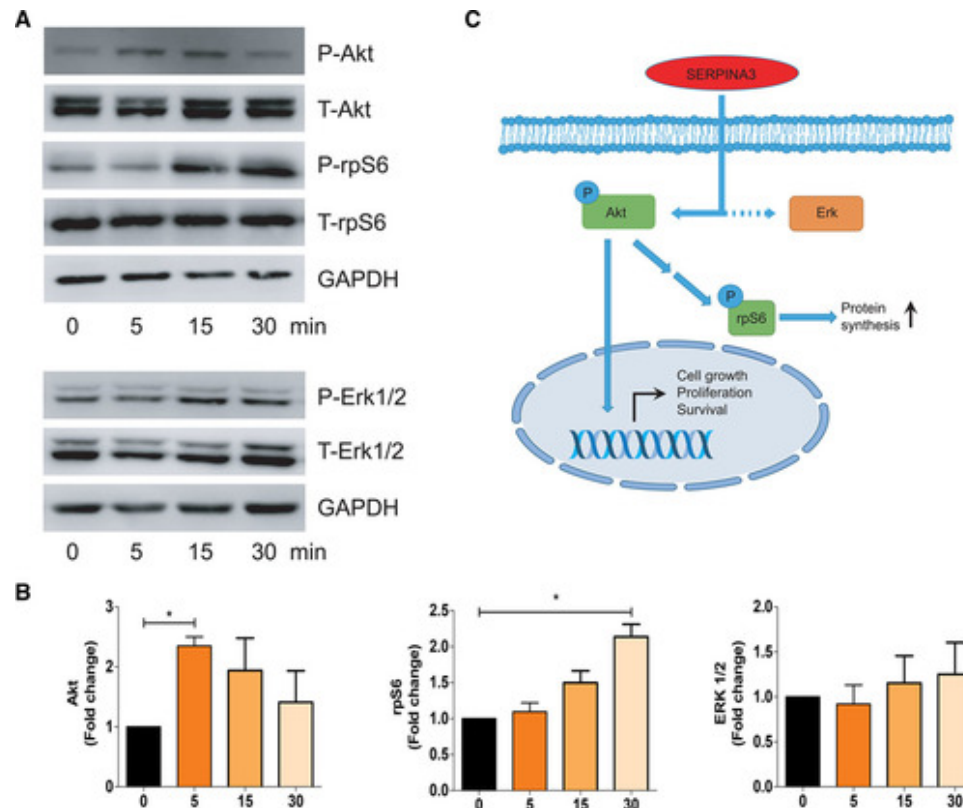 A
P-Akt
T-Akt
P-rpS6
T-rpS6
GAPDH
0 5 15 30 min
P-Erk1/2
T-Erk1/2
GAPDH
0 5 15 30 min
C
SERPINA3
P
Akt
Erk
P
rpS6
Protein
synthesis
Cell growth
Proliferation
Survival
B
Akt
(Fold change)
3
2
1
0
*
0 5 15 30
rpS6
(Fold change)
2.5
2.0
1.5
1.0
0.5
0.0
*
0 5 15 30
ERK 1/2
(Fold change)
2.0
1.5
1.0
0.5
0.0
0 5 15 30